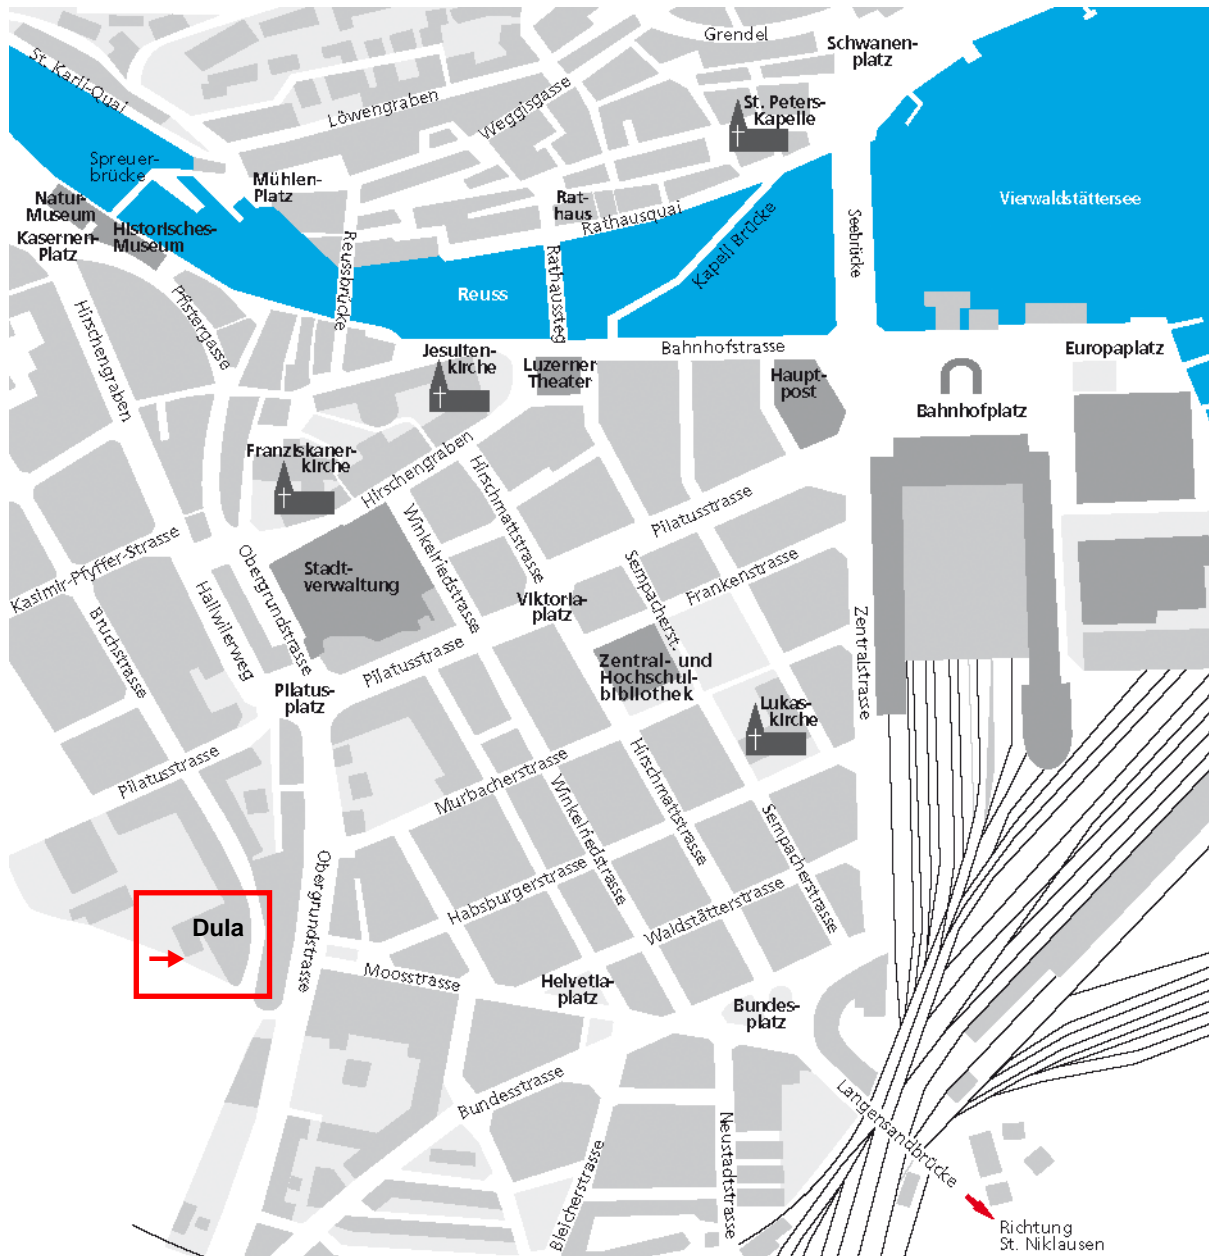 Grendel
Schwanen-
platz
St. Karli-Quai
Löwengraben
Weggisgasse
St. Peters-
Kapelle
Spreuer-
brücke
Mühlen-
Platz
Natur-
Museum
Kasernen-
Platz
Historisches-
Museum
Rat-
haus
Rathausquai
Vierwaldstättersee
Reussbrücke
Rathaussteg
Kapell Brücke
Seebrücke
Reuss
Hirschengraben
Pfistergasse
Jesuiten-
kirche
Luzerner
Theater
Bahnhofstrasse
Haupt-
post
Europaplatz
Bahnhofplatz
Franziskaner-
kirche
Hirschengraben
Hirschmattstrasse
Winkelriedstrasse
Pilatusstrasse
Kasimir-Pfyffer-Strasse
Obergrundstrasse
Stadt-
verwaltung
Hallwilerweg
Bruchstrasse
Viktoria-
platz
Sempacherst.
Frankenstrasse
Zentralstrasse
Pilatusstrasse
Zentral- und
Hochschul-
bibliothek
Pilatus-
platz
Lukas-
kirche
Pilatusstrasse
Murbacherstrasse
Hirschmattstrasse
Winkelriedstrasse
Sempacherstrasse
Obergrundstrasse
Habsburgerstrasse
Waldstätterstrasse
Dula
Moosstrasse
Helvetia-
platz
Bundes-
platz
Bundesstrasse
Langensandbrücke
Neustadtstrasse
Bleicherstrasse
Richtung
St. Niklausen